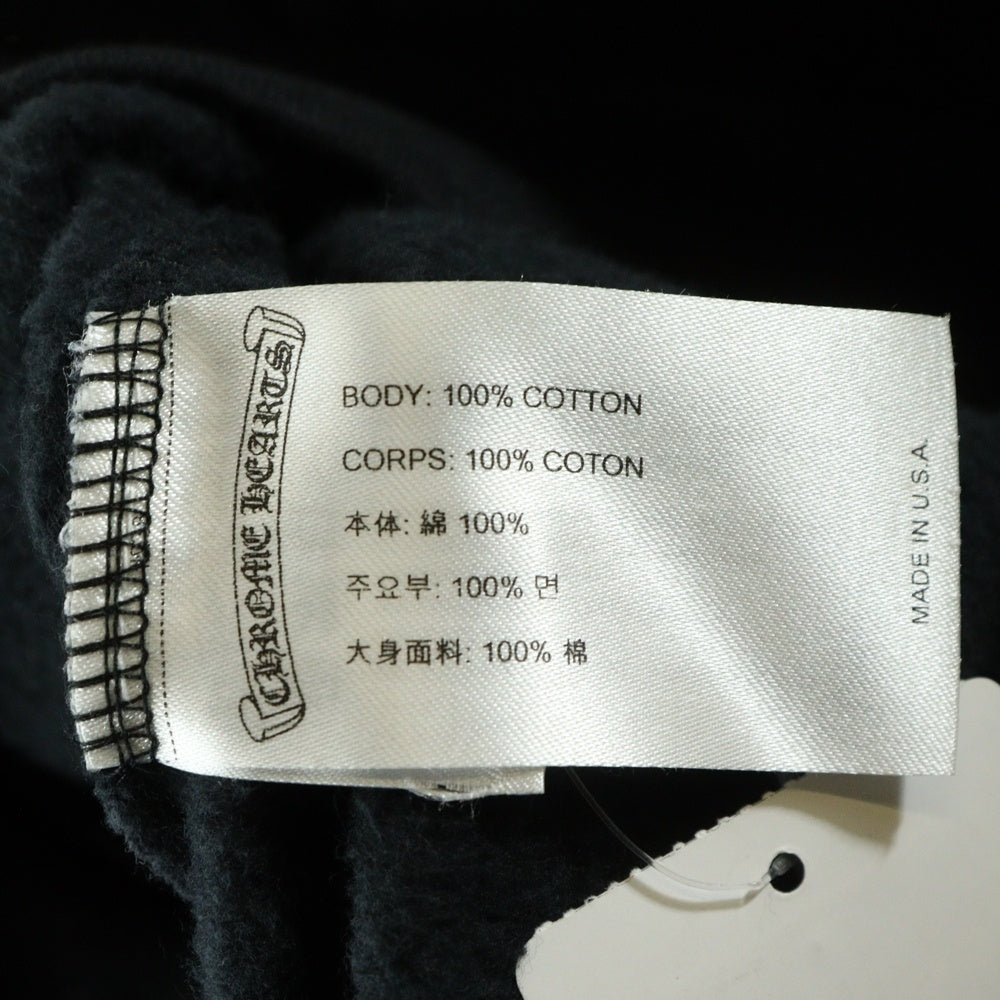 CHROME HEARTS
BODY: 100% COTTON
CORPS: 100% COTON
本体: 綿 100%
주요부: 100% 면
大身面料: 100% 棉
MADE IN U.S.A.